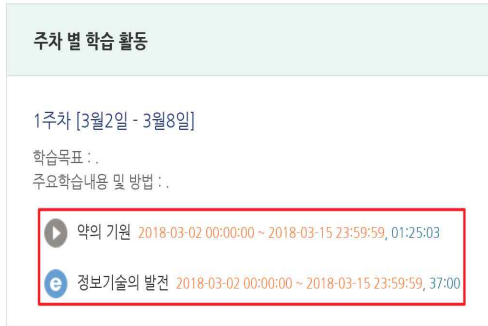 주차 별 학습 활동
1주차 [3월2일 - 3월8일]
학습목표 : .
주요학습내용 및 방법 : .
약의 기원 2018-03-02 00:00:00 ~ 2018-03-15 23:59:59, 01:25:03
e 정보기술의 발전 2018-03-02 00:00:00 ~ 2018-03-15 23:59:59, 37:00